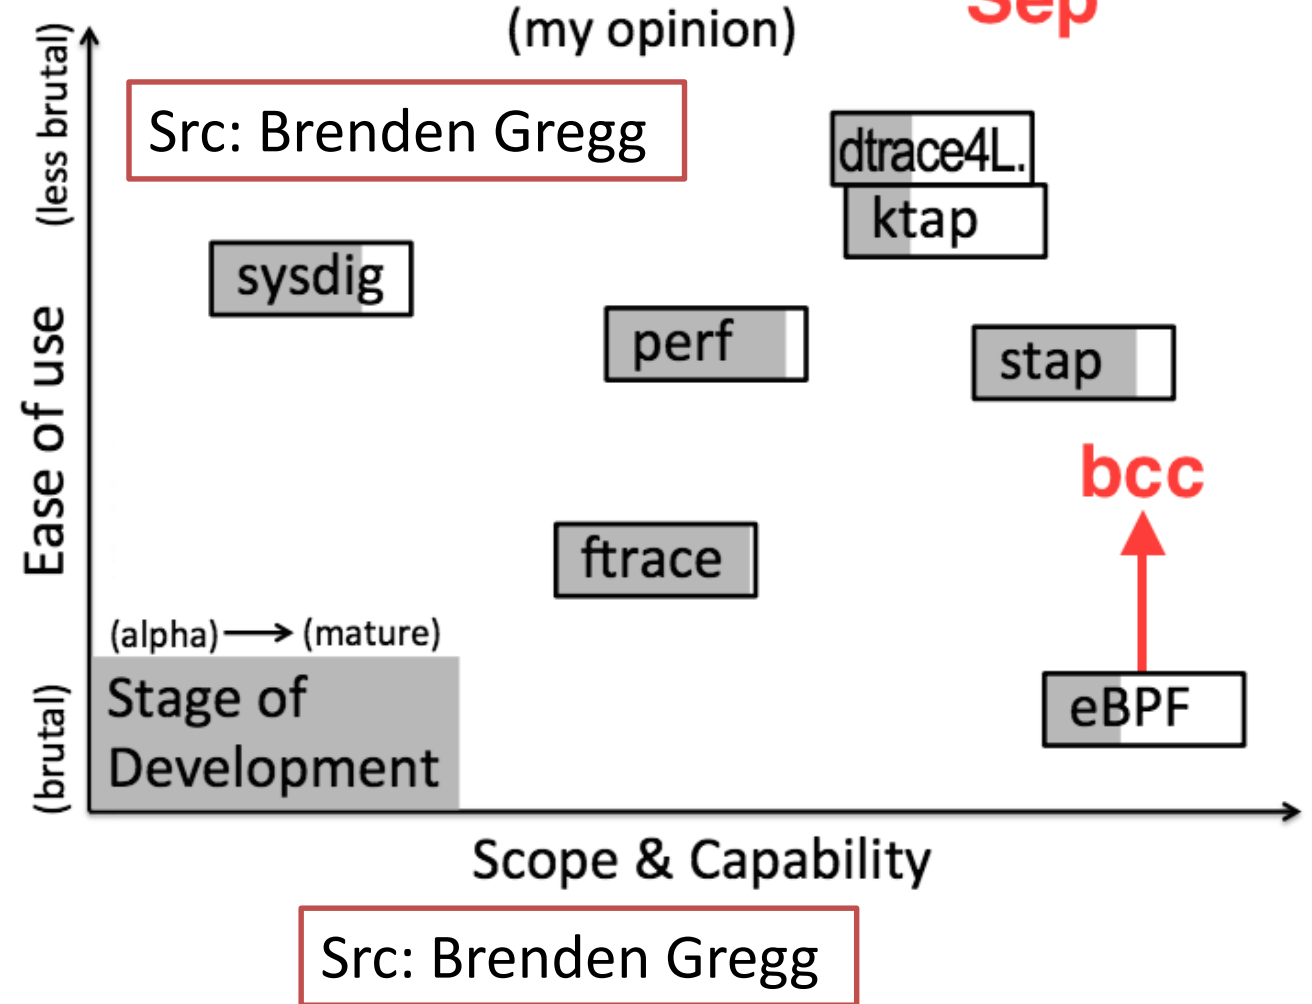 Sep
(my opinion)
(less brutal)
Src: Brenden Gregg
dtrace4L.
ktap
sysdig
perf
stap
Ease of use
bcc
ftrace
(alpha) (mature)
Stage of
Development
eBPF
(brutal)
Scope & Capability
Src: Brenden Gregg